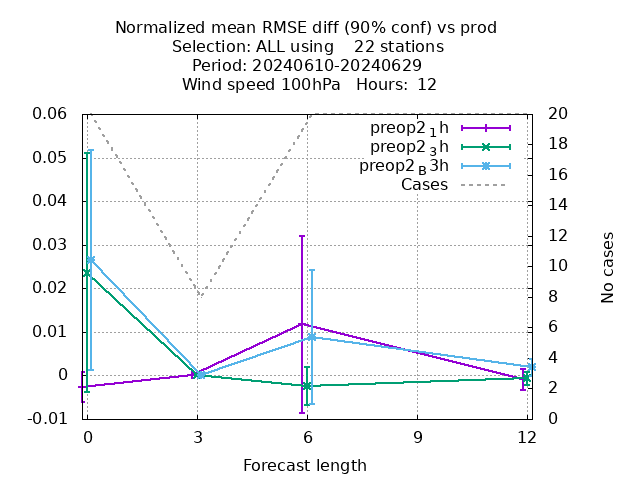 Normalized mean RMSE diff (90% conf) vs prod
Selection: ALL using    22 stations
Period: 20240610-20240629
Wind speed 100hPa   Hours:  12
0.06
0.05
0.04
0.03
0.02
0.01
0
-0.01
preop2 1h
preop2 3h
preop2 B3h
Cases
20
18
16
14
12
10
8
6
4
2
0
No cases
0 3 6 9 12
Forecast length